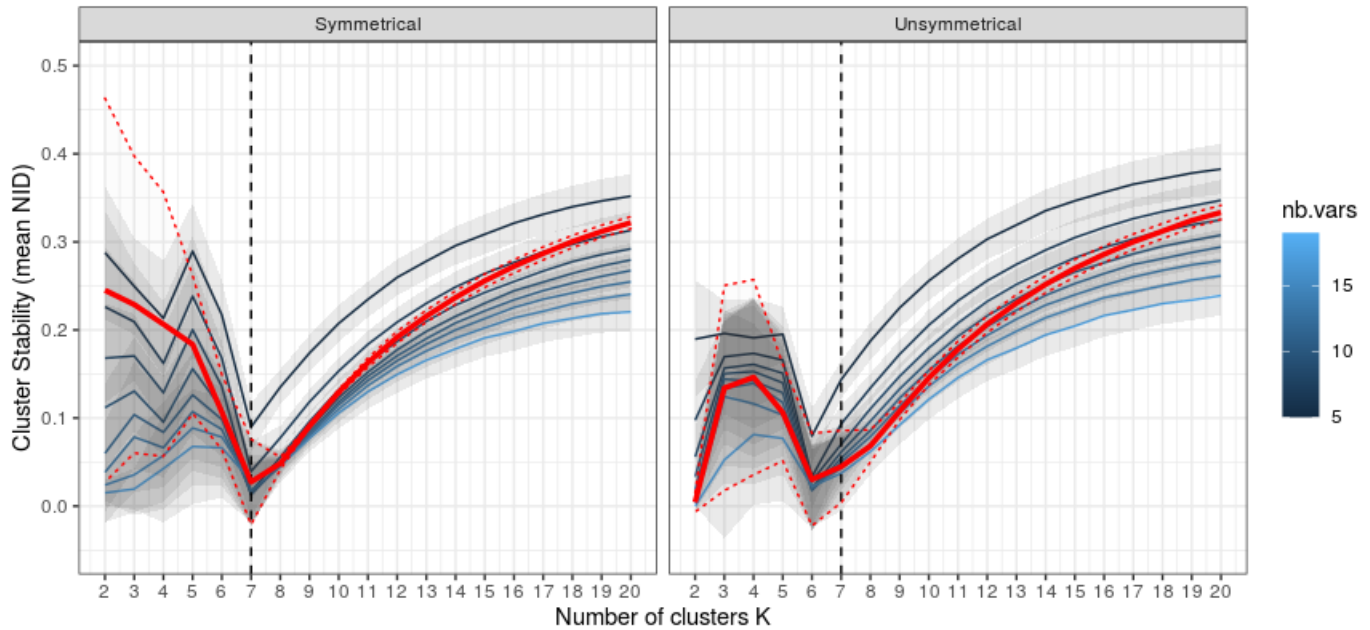 Symmetrical
Unsymmetrical
Cluster Stability (mean NID)
0.5
0.4
0.3
0.2
0.1
0.0
2 3 4 5 6 7 8 9 10 11 12 13 14 15 16 17 18 19 20
2 3 4 5 6 7 8 9 10 11 12 13 14 15 16 17 18 19 20
Number of clusters K
nb.vars
15
10
5